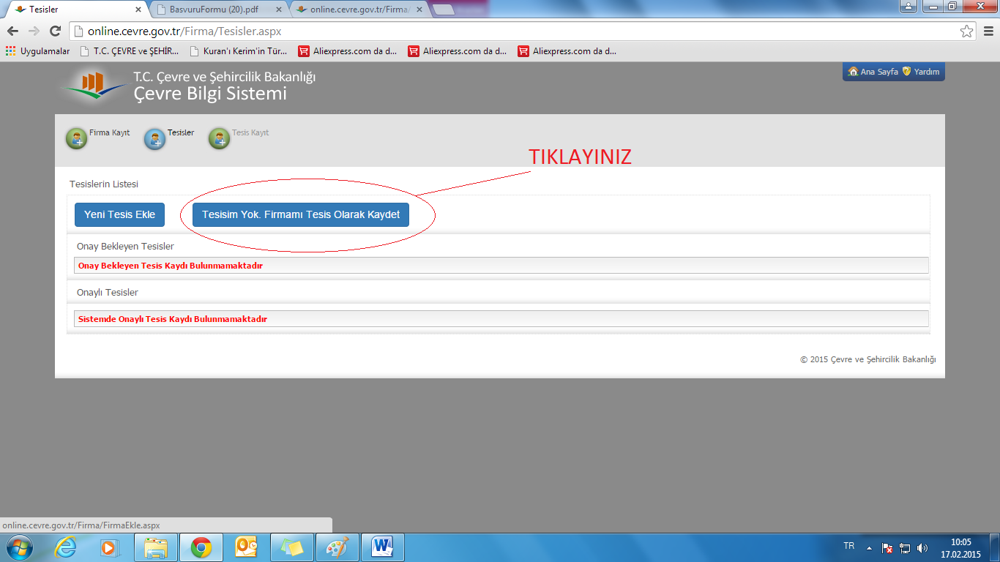 Tesisler
BasvuruFormu (20).pdf
online.cevre.gov.tr/Firma/
online.cevre.gov.tr/Firma/Tesisler.aspx
Uygulamalar
T.C. ÇEVRE ve ŞEHİR...
Kuran'ı Kerim'in Tür...
Aliexpress.com da d...
Aliexpress.com da d...
Aliexpress.com da d...
T.C. Çevre ve Şehircilik Bakanlığı
Çevre Bilgi Sistemi
Ana Sayfa
Yardım
Firma Kayıt
Tesisler
Tesis Kayıt
TIKLAYINIZ
Tesislerin Listesi
Yeni Tesis Ekle
Tesisim Yok. Firmamı Tesis Olarak Kaydet
Onay Bekleyen Tesisler
Onay Bekleyen Tesis Kaydı Bulunmamaktadır
Onaylı Tesisler
Sistemde Onaylı Tesis Kaydı Bulunmamaktadır
© 2015 Çevre ve Şehircilik Bakanlığı
online.cevre.gov.tr/Firma/FirmaEkle.aspx
TR
10:05
17.02.2015